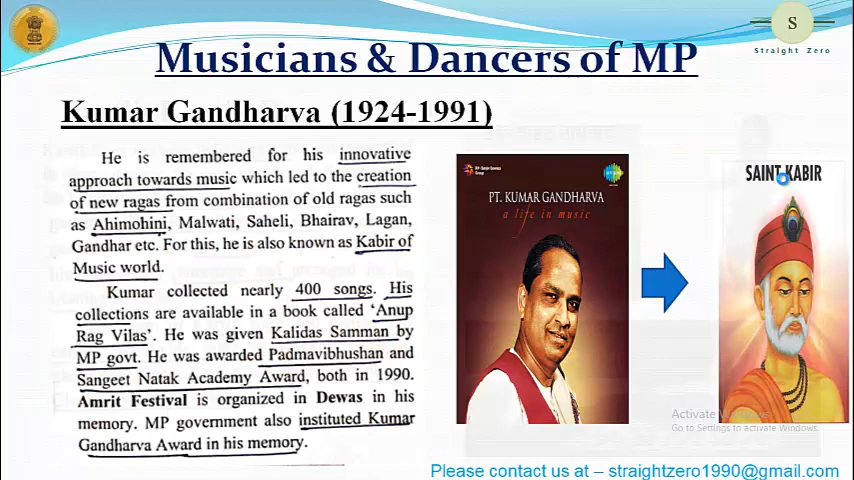 S
Straight Zero
Musicians & Dancers of MP
Kumar Gandharva (1924-1991)
He is remembered for his innovative
approach towards music which led to the creation
of new ragas from combination of old ragas such
as Ahimohini, Malwati, Saheli, Bhairav, Lagan,
Gandhar etc. For this, he is also known as Kabir of
Music world.
Kumar collected nearly 400 songs. His
collections are available in a book called ‘Anup
Rag Vilas’. He was given Kalidas Samman by
MP govt. He was awarded Padmavibhushan and
Sangeet Natak Academy Award, both in 1990.
Amrit Festival is organized in Dewas in his
memory. MP government also instituted Kumar
Gandharva Award in his memory.
PT. KUMAR GANDHARVA
a life in music
SAINT KABIR
Activate Windows
Go to Settings to activate Windows.
Please contact us at – straightzero1990@gmail.com